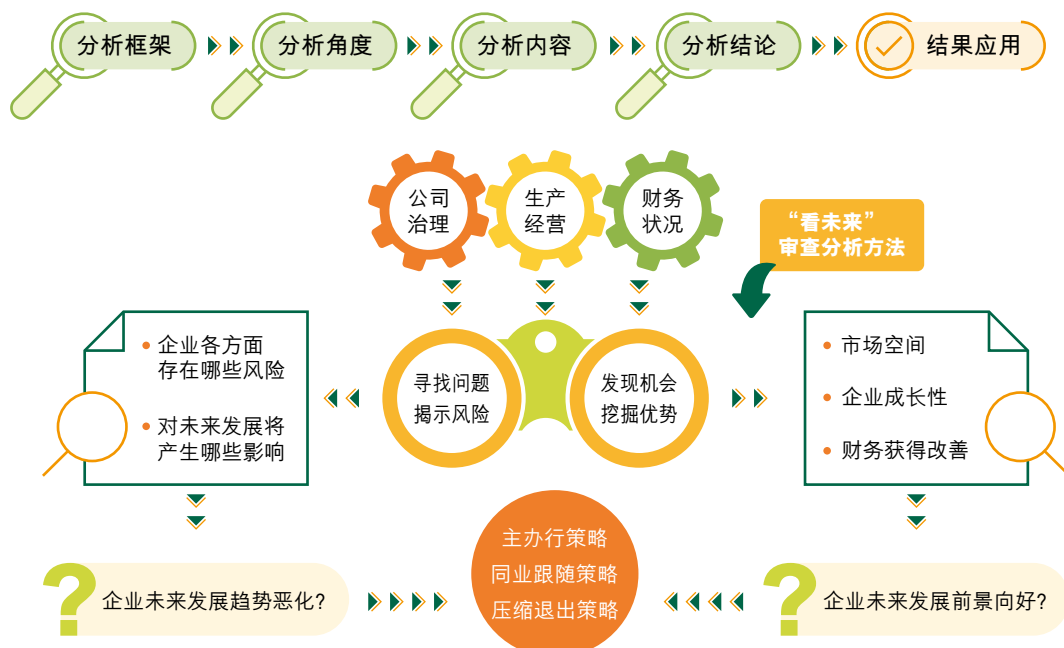 分析框架
分析角度
分析内容
分析结论
结果应用
公司
治理
生产
经营
财务
状况
“看未来”
审查分析方法
• 企业各方面
存在哪些风险
• 对未来发展将
产生哪些影响
寻找问题
揭示风险
发现机会
挖掘优势
• 市场空间
• 企业成长性
• 财务获得改善
主办行策略
同业跟随策略
压缩退出策略
? 企业未来发展趋势恶化?
? 企业未来发展前景向好?